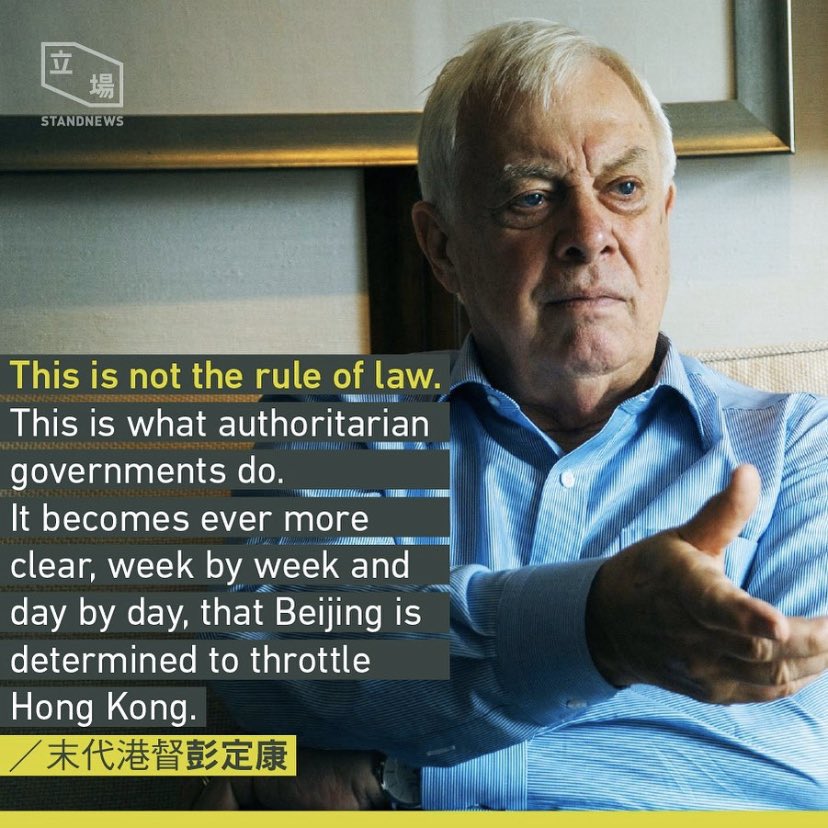 立
場
STANDNEWS
This is not the rule of law.
This is what authoritarian
governments do.
It becomes ever more
clear, week by week and
day by day, that Beijing is
determined to throttle
Hong Kong.
／末代港督彭定康